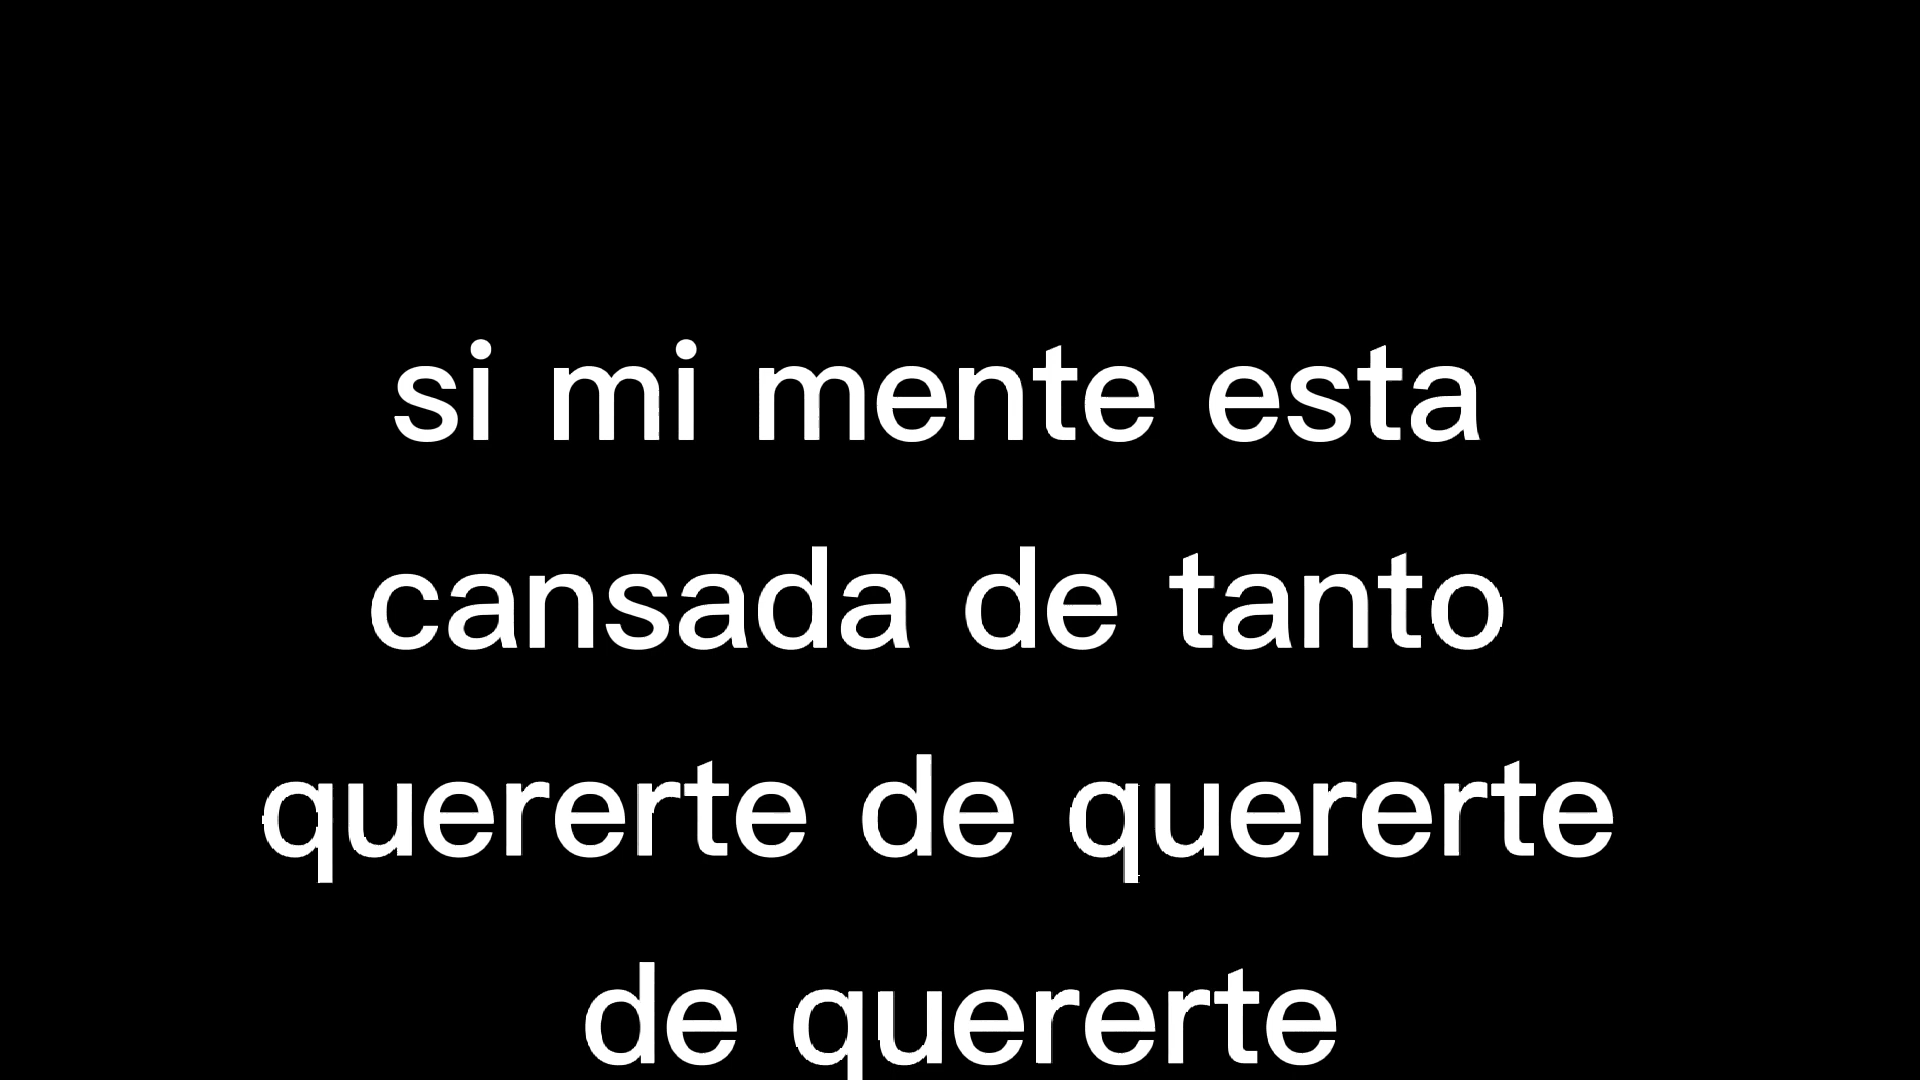 si mi mente esta
cansada de tanto
quererte de quererte
de quererte